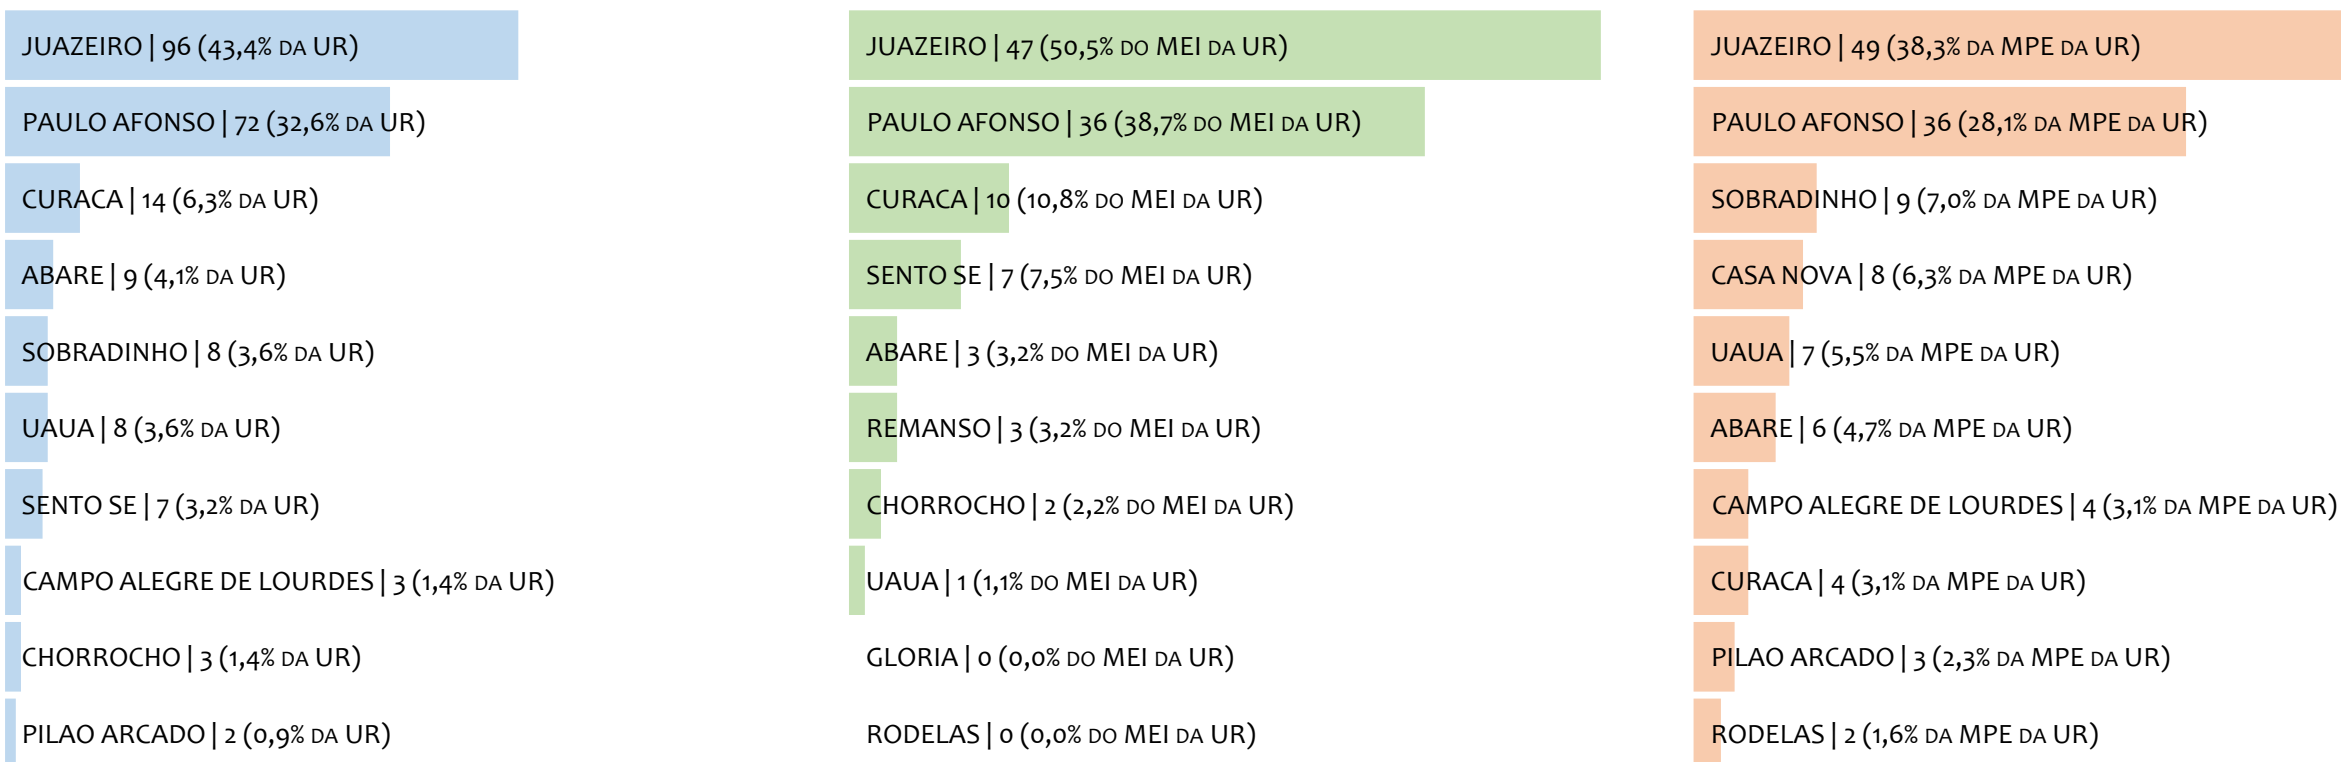 JUAZEIRO | 96 (43,4% DA UR)
PAULO AFONSO | 72 (32,6% DA UR)
CURACA | 14 (6,3% DA UR)
ABARE | 9 (4,1% DA UR)
SOBRADINHO | 8 (3,6% DA UR)
UAUA | 8 (3,6% DA UR)
SENTO SE | 7 (3,2% DA UR)
CAMPO ALEGRE DE LOURDES | 3 (1,4% DA UR)
CHORROCHO | 3 (1,4% DA UR)
PILAO ARCADO | 2 (0,9% DA UR)
JUAZEIRO | 47 (50,5% DO MEI DA UR)
PAULO AFONSO | 36 (38,7% DO MEI DA UR)
CURACA | 10 (10,8% DO MEI DA UR)
SENTO SE | 7 (7,5% DO MEI DA UR)
ABARE | 3 (3,2% DO MEI DA UR)
REMANSO | 3 (3,2% DO MEI DA UR)
CHORROCHO | 2 (2,2% DO MEI DA UR)
UAUA | 1 (1,1% DO MEI DA UR)
GLORIA | 0 (0,0% DO MEI DA UR)
RODELAS | 0 (0,0% DO MEI DA UR)
JUAZEIRO | 49 (38,3% DA MPE DA UR)
PAULO AFONSO | 36 (28,1% DA MPE DA UR)
SOBRADINHO | 9 (7,0% DA MPE DA UR)
CASA NOVA | 8 (6,3% DA MPE DA UR)
UAUA | 7 (5,5% DA MPE DA UR)
ABARE | 6 (4,7% DA MPE DA UR)
CAMPO ALEGRE DE LOURDES | 4 (3,1% DA MPE DA UR)
CURACA | 4 (3,1% DA MPE DA UR)
PILAO ARCADO | 3 (2,3% DA MPE DA UR)
RODELAS | 2 (1,6% DA MPE DA UR)